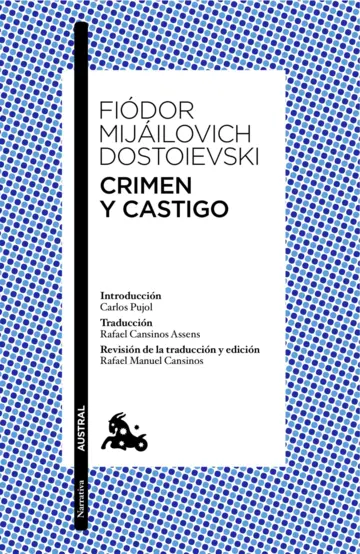 FIÓDOR
MIJÁILOVICH
DOSTOIEVSKI
CRIMEN
Y CASTIGO
Introducción
Carlos Pujol
Traducción
Rafael Cansinos Assens
Revisión de la traducción y edición
Rafael Manuel Cansinos
AUSTRAL
Narrativa